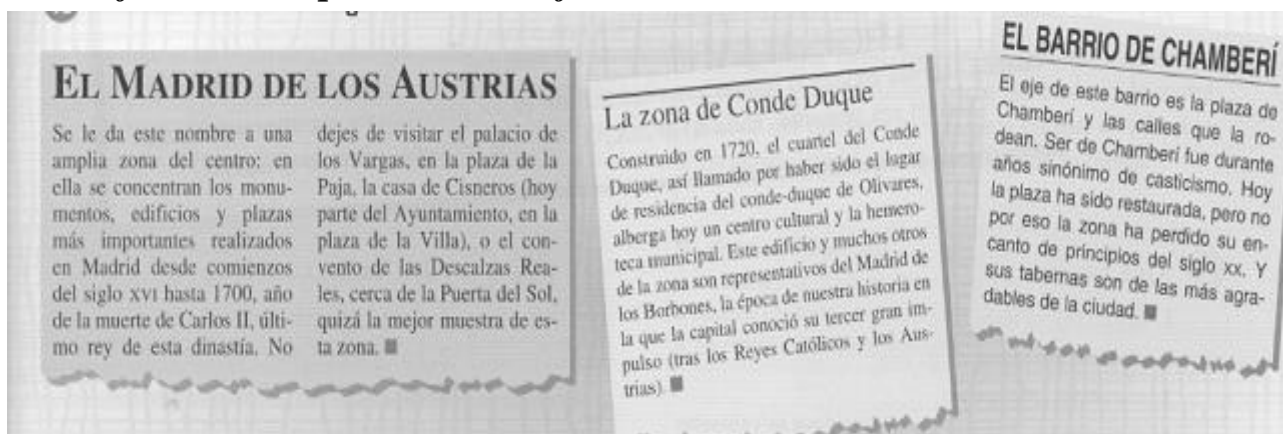 EL MADRID DE LOS AUSTRIAS
Se le da este nombre a una
amplia zona del centro: en
ella se concentran los monu-
mentos, edificios y plazas
más importantes realizados
en Madrid desde comienzos
del siglo XVI hasta 1700, año
de la muerte de Carlos II, últi-
mo rey de esta dinastía. No
dejes de visitar el palacio de
los Vargas, en la plaza de la
Paja, la casa de Cisneros (hoy
parte del Ayuntamiento, en la
plaza de la Villa), o el con-
vento de las Descalzas Rea-
les, cerca de la Puerta del Sol,
quizá la mejor muestra de es-
ta zona.
La zona de Conde Duque
Construido en 1720, el cuartel del Conde
Duque, así llamado por haber sido el lugar
de residencia del conde-duque de Olivares,
alberga hoy un centro cultural y la hemero-
teca municipal. Este edificio y muchos otros
de la zona son representativos del Madrid de
los Borbones, la época de nuestra historia en
la que la capital conoció su tercer gran im-
pulso (tras los Reyes Católicos y los Aus-
trias).
EL BARRIO DE CHAMBERÍ
El eje de este barrio es la plaza de
Chamberí y las calles que la ro-
dean. Ser de Chamberí fue durante
años sinónimo de casticismo. Hoy
la plaza ha sido restaurada, pero no
por eso la zona ha perdido su en-
canto de principios del siglo XX. Y
sus tabernas son de las más agra-
dables de la ciudad.